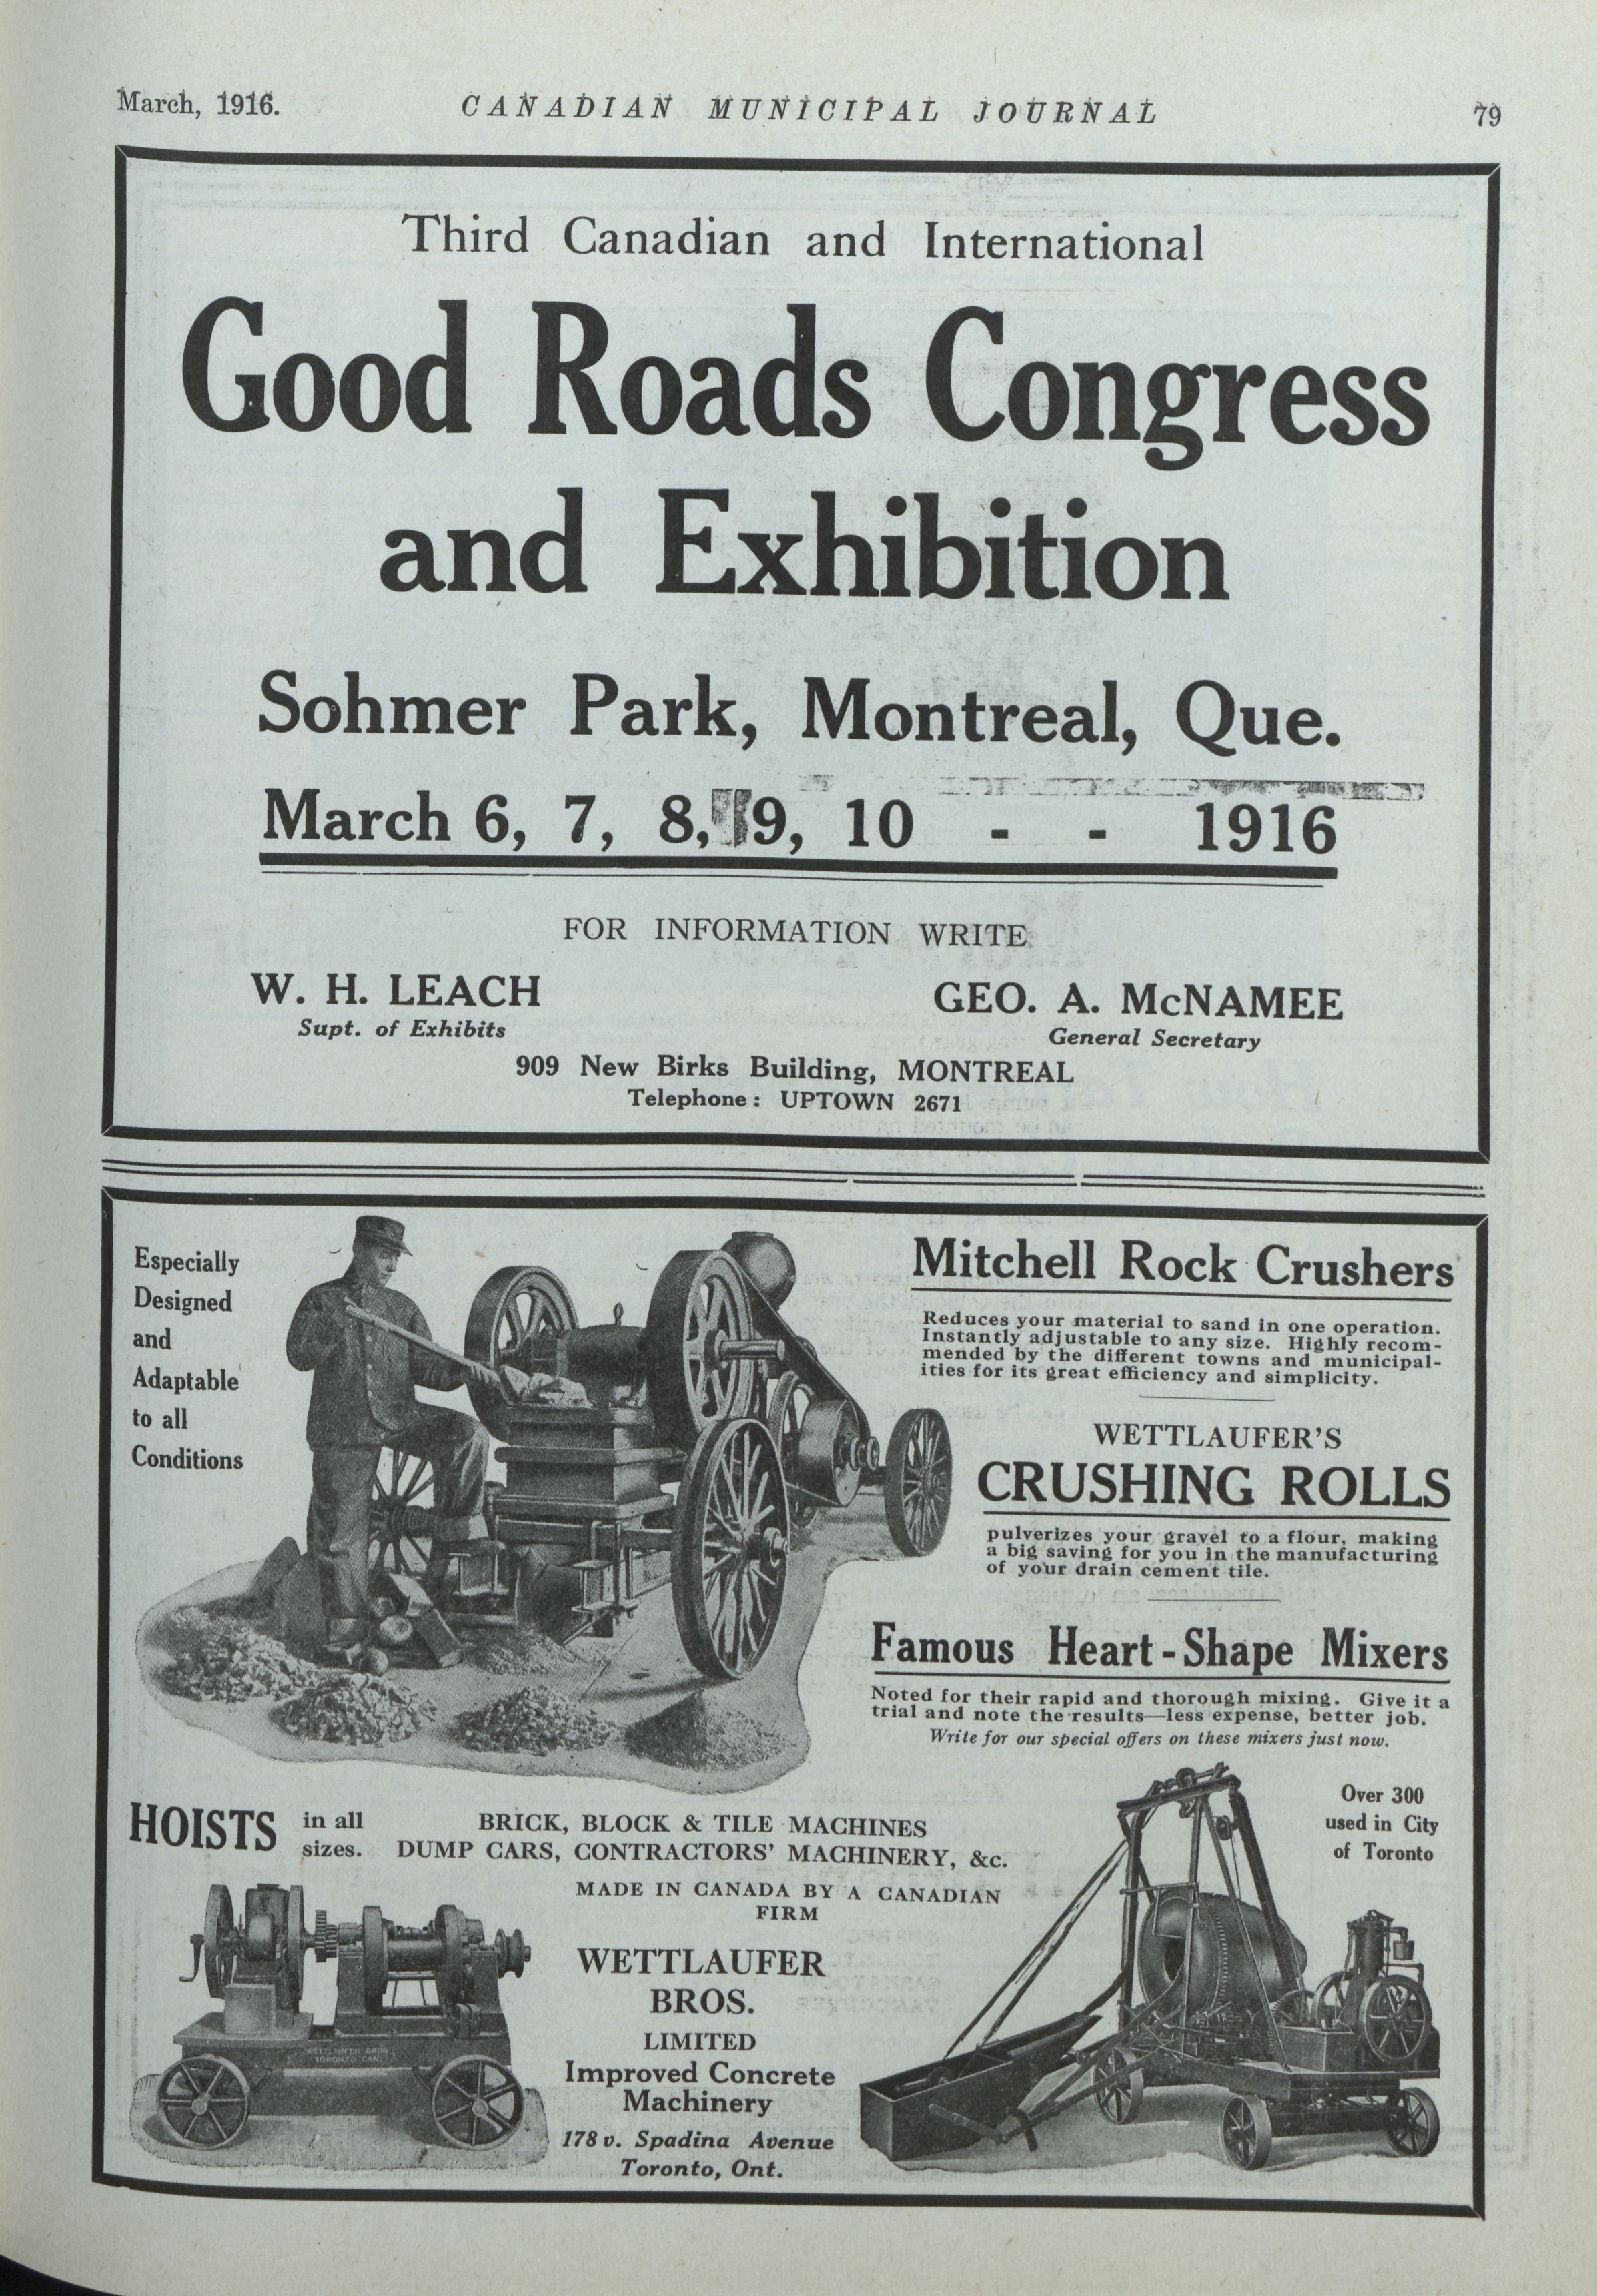 March, 1916.
CANADIAN MUNICIPAL JOURNAL
79
Third Canadian and International
Good Roads Congress
and Exhibition
Sohmer Park, Montreal, Que.
March 6, 7, 8, 9, 10 - - 1916
FOR INFORMATION WRITE
W. H. LEACH
Supt. of Exhibits
GEO. A. McNAMEE
General Secretary
909 New Birks Building, MONTREAL
Telephone: UPTOWN 2671
Especially
Designed
and
Adaptable
to all
Conditions
Mitchell Rock Crushers
Reduces your material to sand in one operation.
Instantly adjustable to any size. Highly recom-
mended by the different towns and municipal-
ities for its great efficiency and simplicity.
WETTLAUFER'S
CRUSHING ROLLS
pulverizes your gravel to a flour, making
a big saving for you in the manufacturing
of your drain cement tile.
Famous Heart-Shape Mixers
Noted for their rapid and thorough mixing. Give it a
trial and note the results—less expense, better job.
Write for our special offers on these mixers just now.
HOISTS in all
sizes.
BRICK, BLOCK & TILE MACHINES
DUMP CARS, CONTRACTORS' MACHINERY, &c.
MADE IN CANADA BY A CANADIAN
FIRM
WETTLAUFER
BROS.
LIMITED
Improved Concrete
Machinery
178 v. Spadina Avenue
Toronto, Ont.
Over 300
used in City
of Toronto
WETTLAUFER BROS
TORONTO CAN.